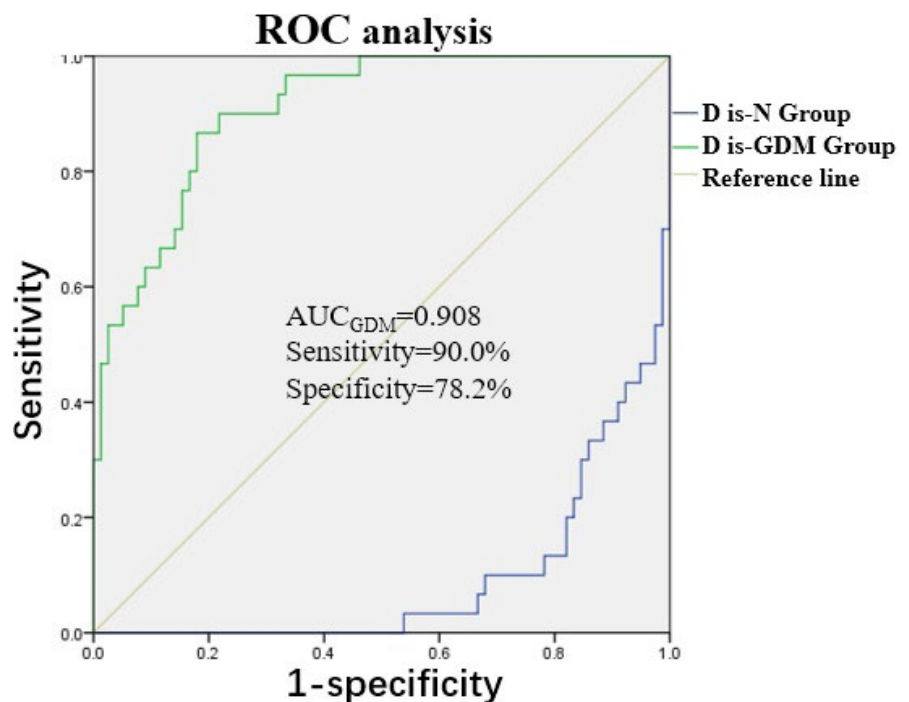 ROC analysis
1.0
0.8
0.6
0.4
0.2
0.0
Sensitivity
AUC_GDM=0.908
Sensitivity=90.0%
Specificity=78.2%
0.0 0.2 0.4 0.6 0.8 1.0
1-specificity
D is-N Group
D is-GDM Group
Reference line